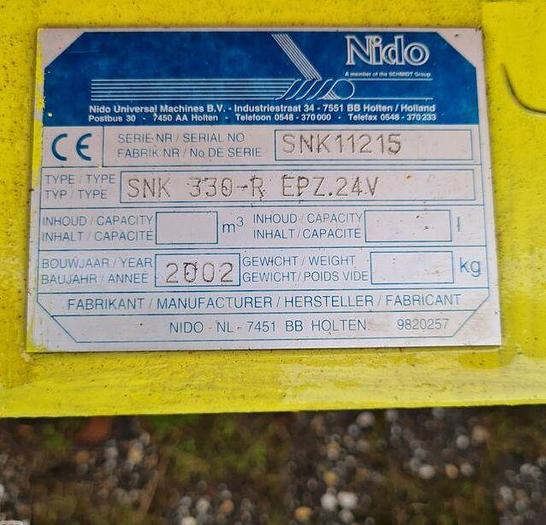 Nido
A member of the SCHMIDT Group
Nido Universal Machines B.V. - Industriestraat 34 - 7551 BB Holten / Holland
Postbus 30 - 7450 AA Holten - Telefoon 0548 - 370000 - Telefax 0548 - 370233
CE SERIE NR / SERIAL NO
FABRIK NR / No DE SERIE SNK11215
TYPE / TYPE
TYP / TYPE SNK 330-R EPZ.24V
INHOUD / CAPACITY m³ INHOUD / CAPACITY l
INHALT / CAPACITE INHALT / CAPACITE
BOUWJAAR / YEAR 2002 GEWICHT / WEIGHT kg
BAUJAHR / ANNÉE GEWICHT / POIDS VIDE
FABRIKANT / MANUFACTURER / HERSTELLER / FABRICANT
NIDO - NL - 7451 BB HOLTEN 9820257